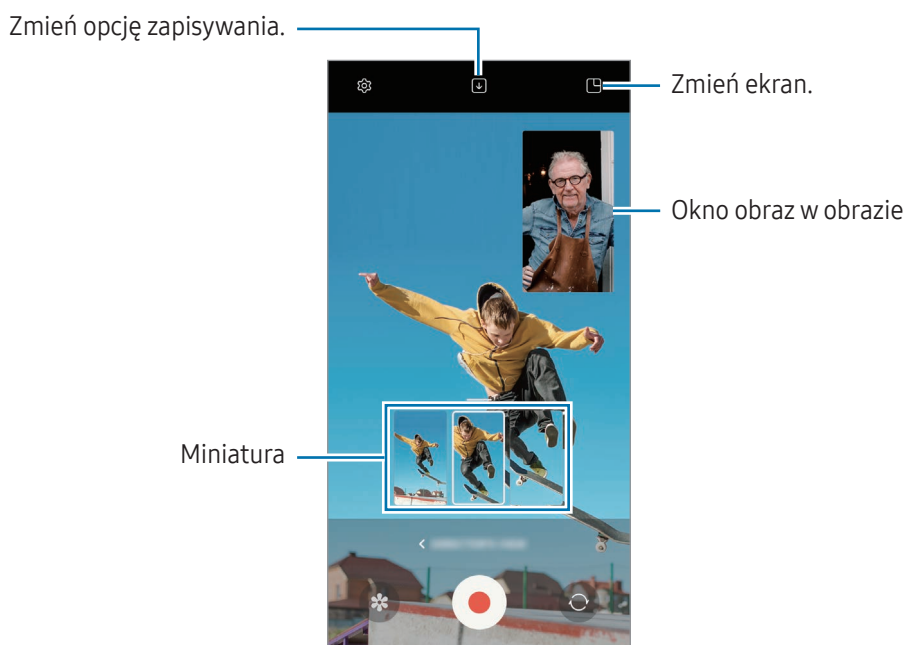 Zmień opcję zapisywania.
Zmień ekran.
Okno obraz w obrazie
Miniatura